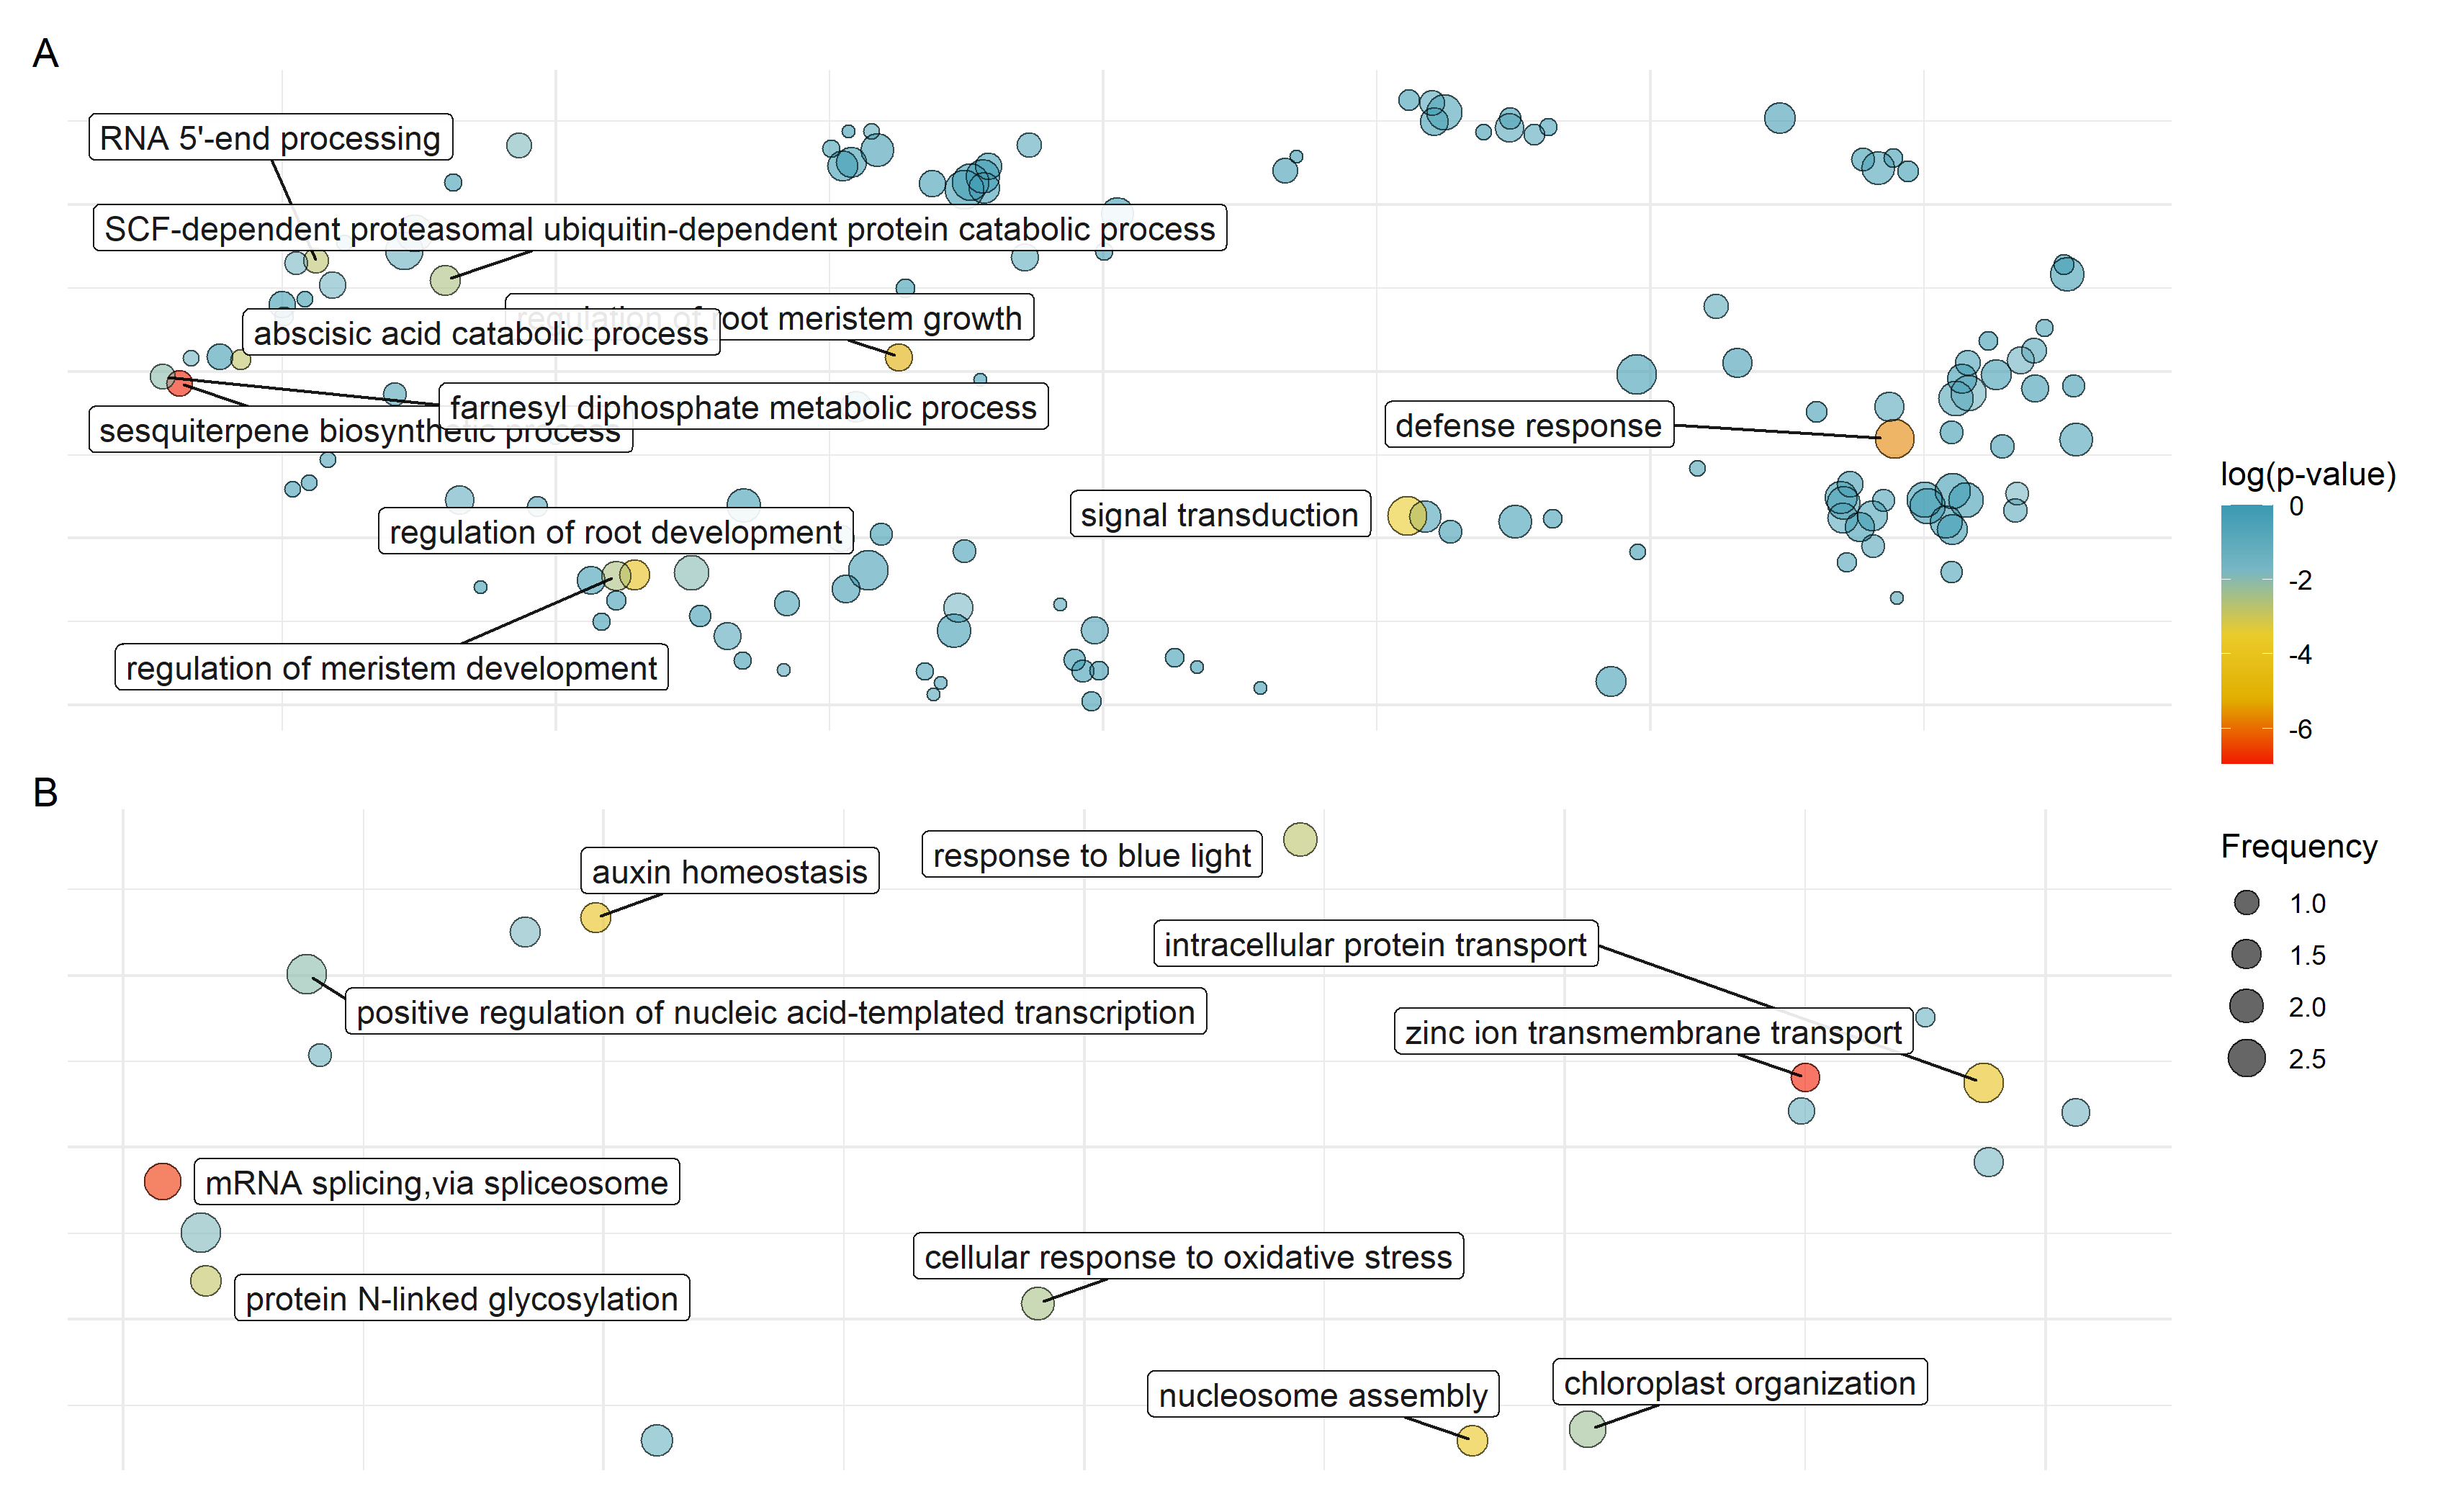 A
RNA 5'-end processing
SCF-dependent proteasomal ubiquitin-dependent protein catabolic process
regulation of root meristem growth
abscisic acid catabolic process
farnesyl diphosphate metabolic process
sesquiterpene biosynthetic process
defense response
signal transduction
regulation of root development
regulation of meristem development
log(p-value)
0
-2
-4
-6
B
response to blue light
auxin homeostasis
intracellular protein transport
positive regulation of nucleic acid-templated transcription
zinc ion transmembrane transport
mRNA splicing,via spliceosome
cellular response to oxidative stress
protein N-linked glycosylation
chloroplast organization
nucleosome assembly
Frequency
1.0
1.5
2.0
2.5